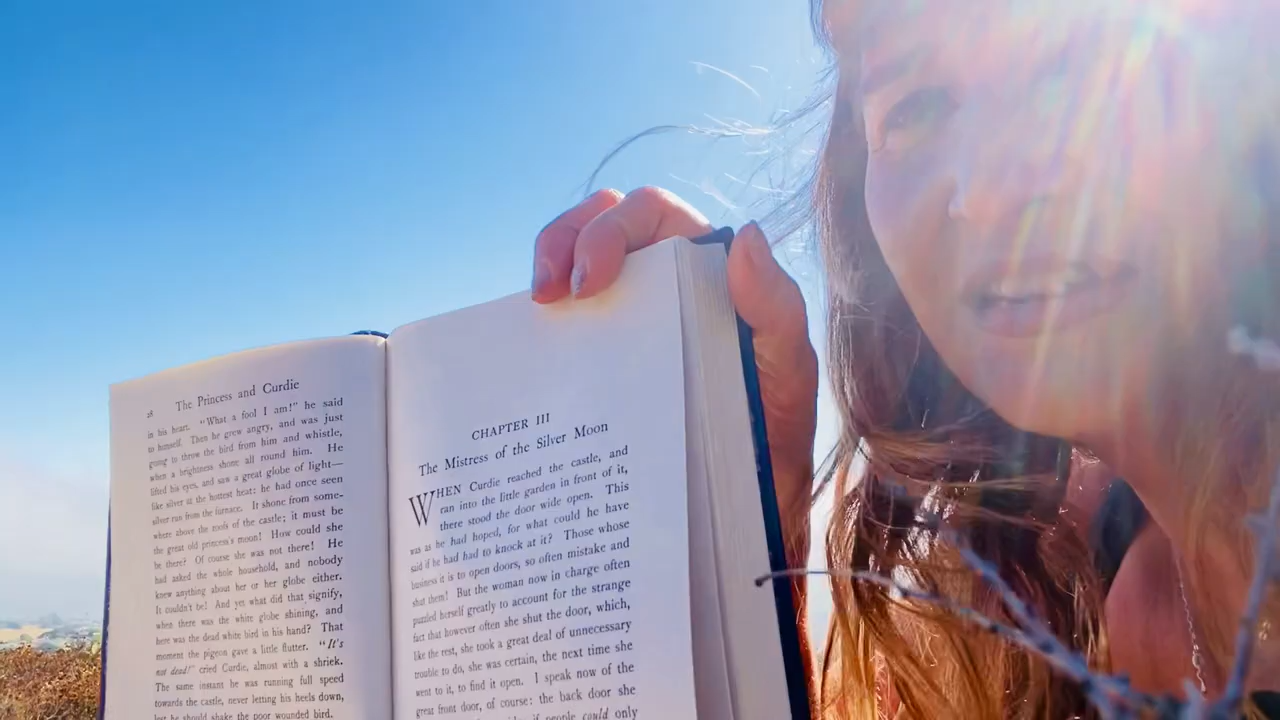 28 The Princess and Curdie
in his heart. "What a fool I am!" he said
to himself. Then he grew angry, and was just
going to throw the bird from him and whistle,
when a brightness shone all round him. He
lifted his eyes, and saw a great globe of light—
like silver at the hottest heat: he had once seen
silver run from the furnace. It shone from some-
where above the roofs of the castle; it must be
the great old princess's moon! How could she
be there? Of course she was not there! He
had asked the whole household, and nobody
knew anything about her or her globe either.
It couldn't be! And yet what did that signify,
when there was the white globe shining, and
here was the dead white bird in his hand? That
moment the pigeon gave a little flutter. "It's
not dead!" cried Curdie, almost with a shriek.
The same instant he was running full speed
towards the castle, never letting his heels down,
lest he should shake the poor wounded bird.
CHAPTER III
The Mistress of the Silver Moon
WHEN Curdie reached the castle, and
ran into the little garden in front of it,
there stood the door wide open. This
was as he had hoped, for what could he have
said if he had had to knock at it? Those whose
business it is to open doors, so often mistake and
shut them! But the woman now in charge often
puzzled herself greatly to account for the strange
fact that however often she shut the door, which,
like the rest, she took a great deal of unnecessary
trouble to do, she was certain, the next time she
went to it, to find it open. I speak now of the
great front door, of course: the back door she
if people could only